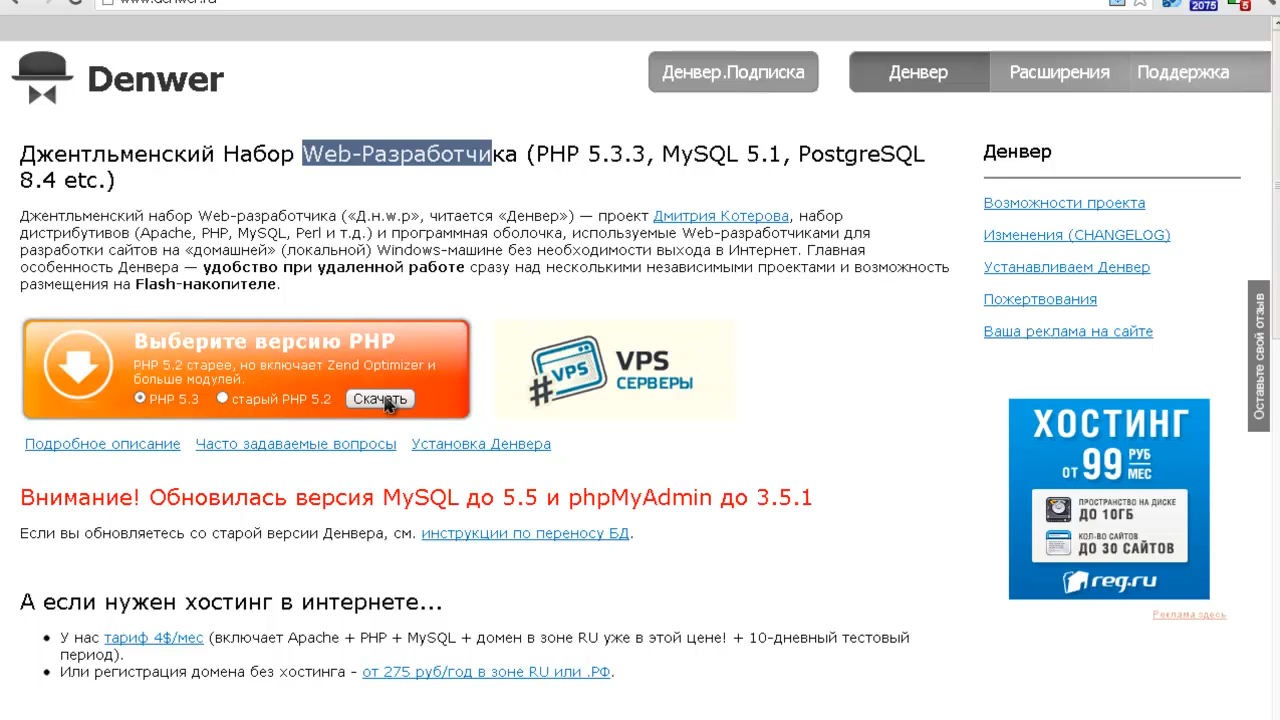 www.denwer.ru
2075
5
Denwer
Денвер.Подписка
Денвер
Расширения
Поддержка
Джентльменский Набор Web-Разработчика (PHP 5.3.3, MySQL 5.1, PostgreSQL
8.4 etc.)
Джентльменский набор Web-разработчика («Д.н.w.р», читается «Денвер») — проект Дмитрия Котерова, набор
дистрибутивов (Apache, PHP, MySQL, Perl и т.д.) и программная оболочка, используемые Web-разработчиками для
разработки сайтов на «домашней» (локальной) Windows-машине без необходимости выхода в Интернет. Главная
особенность Денвера — удобство при удаленной работе сразу над несколькими независимыми проектами и возможность
размещения на Flash-накопителе.
Выберите версию PHP
PHP 5.2 старее, но включает Zend Optimizer и
больше модулей.
PHP 5.3
старый PHP 5.2
Скачать
#VPS
VPS
СЕРВЕРЫ
Подробное описание
Часто задаваемые вопросы
Установка Денвера
Внимание! Обновилась версия MySQL до 5.5 и phpMyAdmin до 3.5.1
Если вы обновляетесь со старой версии Денвера, см. инструкции по переносу БД.
А если нужен хостинг в интернете...
У нас тариф 4$/мес (включает Apache + PHP + MySQL + домен в зоне RU уже в этой цене! + 10-дневный тестовый
период).
Или регистрация домена без хостинга - от 275 руб/год в зоне RU или .РФ.
Денвер
Возможности проекта
Изменения (CHANGELOG)
Устанавливаем Денвер
Пожертвования
Ваша реклама на сайте
Оставьте свой отзыв
ХОСТИНГ
ОТ 99 РУБ
МЕС
ПРОСТРАНСТВО НА ДИСКЕ
ДО 10ГБ
КОЛ-ВО САЙТОВ
ДО 30 САЙТОВ
reg.ru
Реклама здесь